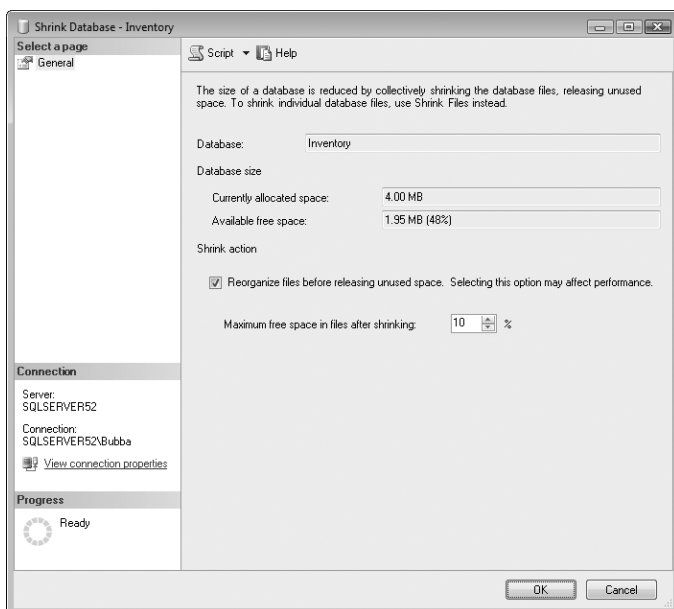 Shrink Database - Inventory
Select a page
General
Script Help
The size of a database is reduced by collectively shrinking the database files, releasing unused
space. To shrink individual database files, use Shrink Files instead.
Database: Inventory
Database size
Currently allocated space: 4.00 MB
Available free space: 1.95 MB (48%)
Shrink action
Reorganize files before releasing unused space. Selecting this option may affect performance.
Maximum free space in files after shrinking: 10 %
Connection
Server:
SQLSERVER52
Connection:
SQLSERVER52\Bubba
View connection properties
Progress
Ready
OK Cancel